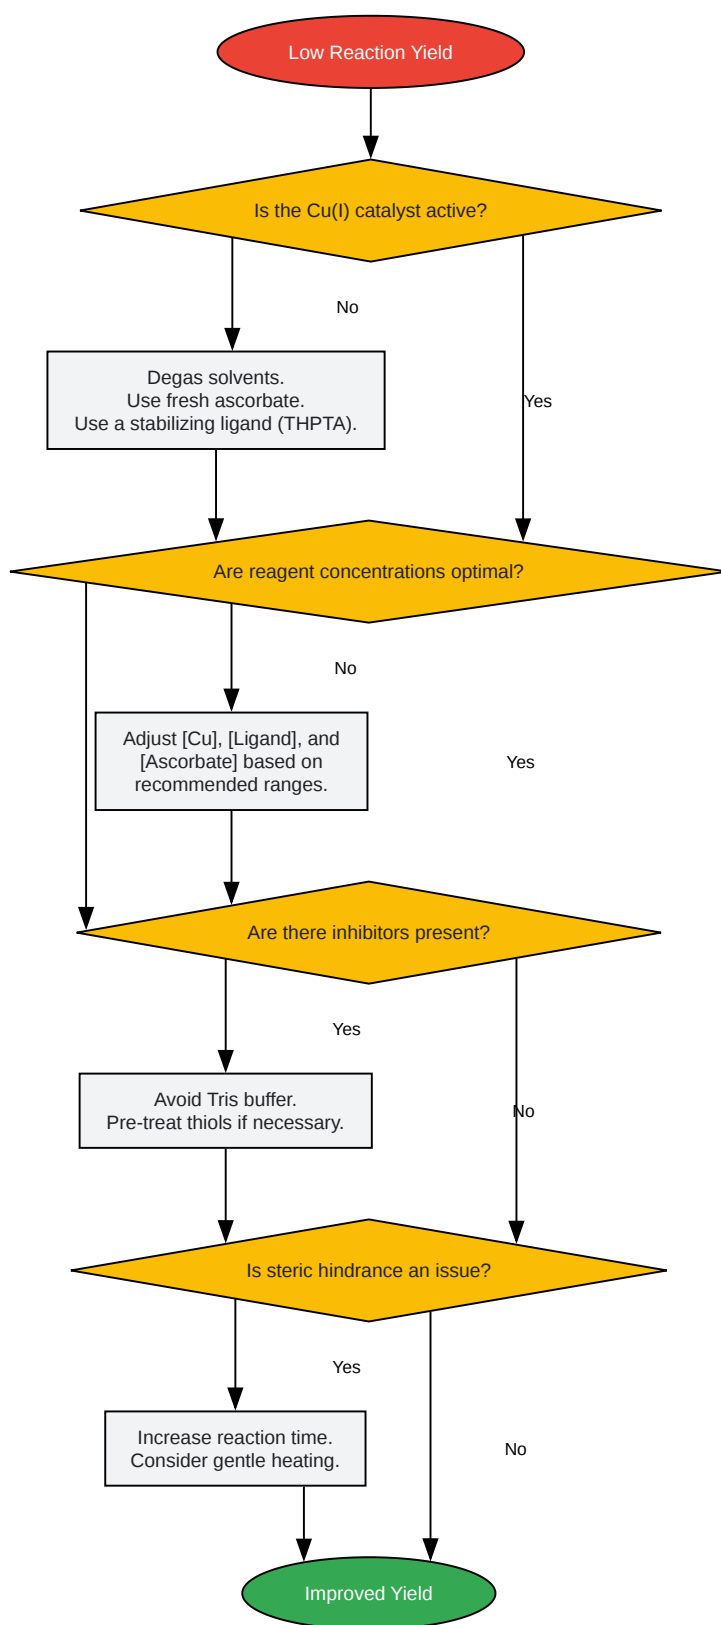 Low Reaction Yield
Is the Cu(I) catalyst active?
No
Degas solvents.
Use fresh ascorbate.
Use a stabilizing ligand (THPTA).
Yes
Are reagent concentrations optimal?
No
Adjust [Cu], [Ligand], and
[Ascorbate] based on
recommended ranges.
Yes
Are there inhibitors present?
Yes
Avoid Tris buffer.
Pre-treat thiols if necessary.
No
Is steric hindrance an issue?
Yes
Increase reaction time.
Consider gentle heating.
No
Improved Yield